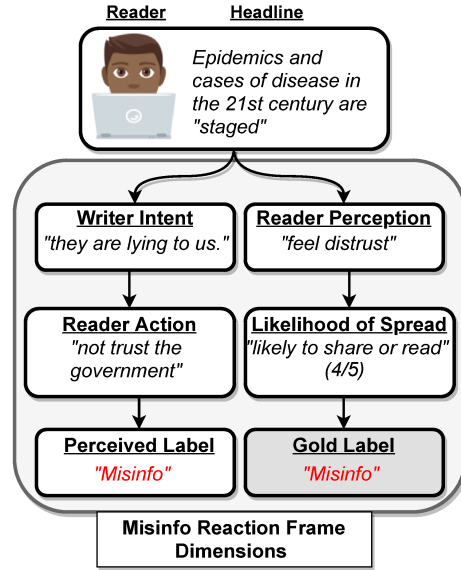 Reader Headline
Epidemics and
cases of disease in
the 21st century are
"staged"
Writer Intent
"they are lying to us."
Reader Perception
"feel distrust"
Reader Action
"not trust the
government"
Likelihood of Spread
"likely to share or read"
(4/5)
Perceived Label
"Misinfo"
Gold Label
"Misinfo"
Misinfo Reaction Frame
Dimensions